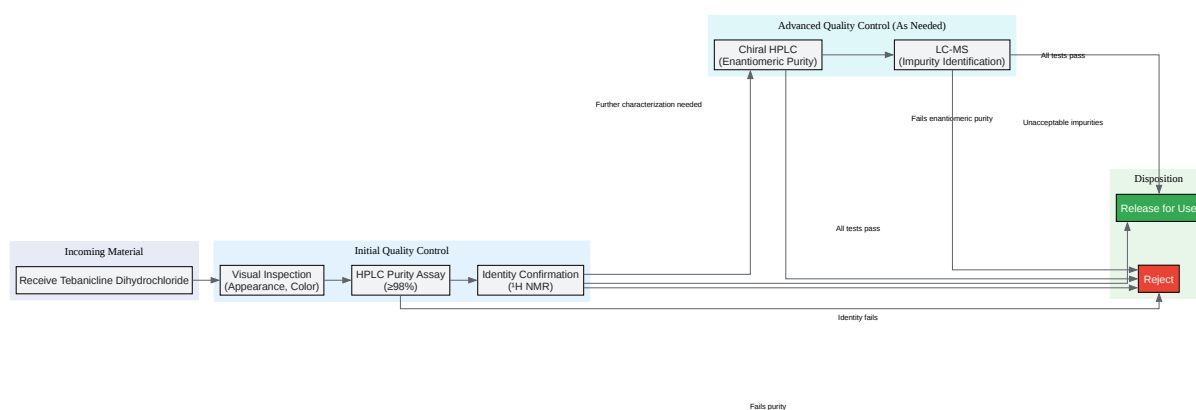 Advanced Quality Control (As Needed)
Chiral HPLC
(Enantiomeric Purity)
LC-MS
(Impurity Identification)
All tests pass
Further characterization needed
Fails enantiomeric purity
Unacceptable impurities
Disposition
Release for Use
All tests pass
Incoming Material
Receive Tebanicline Dihydrochloride
Initial Quality Control
Visual Inspection
(Appearance, Color)
HPLC Purity Assay
(≥98%)
Identity Confirmation
(¹H NMR)
Reject
Identity fails
Fails purity